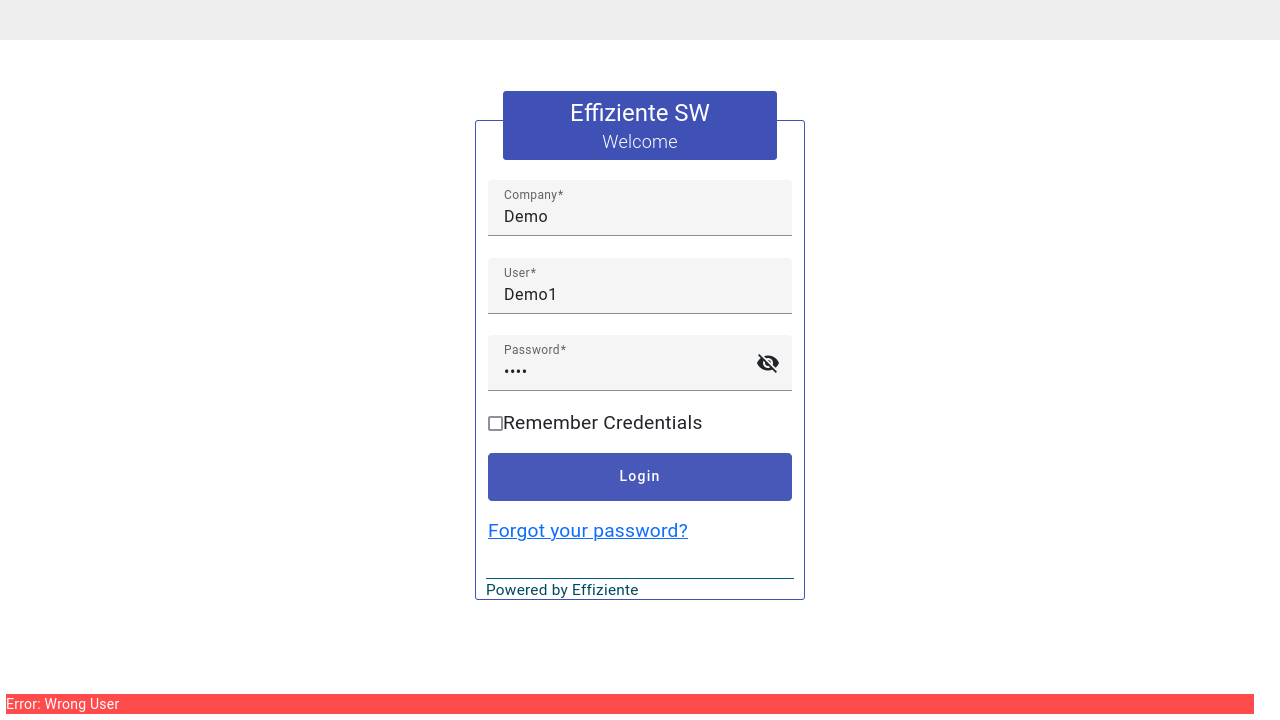 Effiziente SW
Welcome
Company*
Demo
User*
Demo1
Password*
••••
Remember Credentials
Login
Forgot your password?
Powered by Effiziente
Error: Wrong User